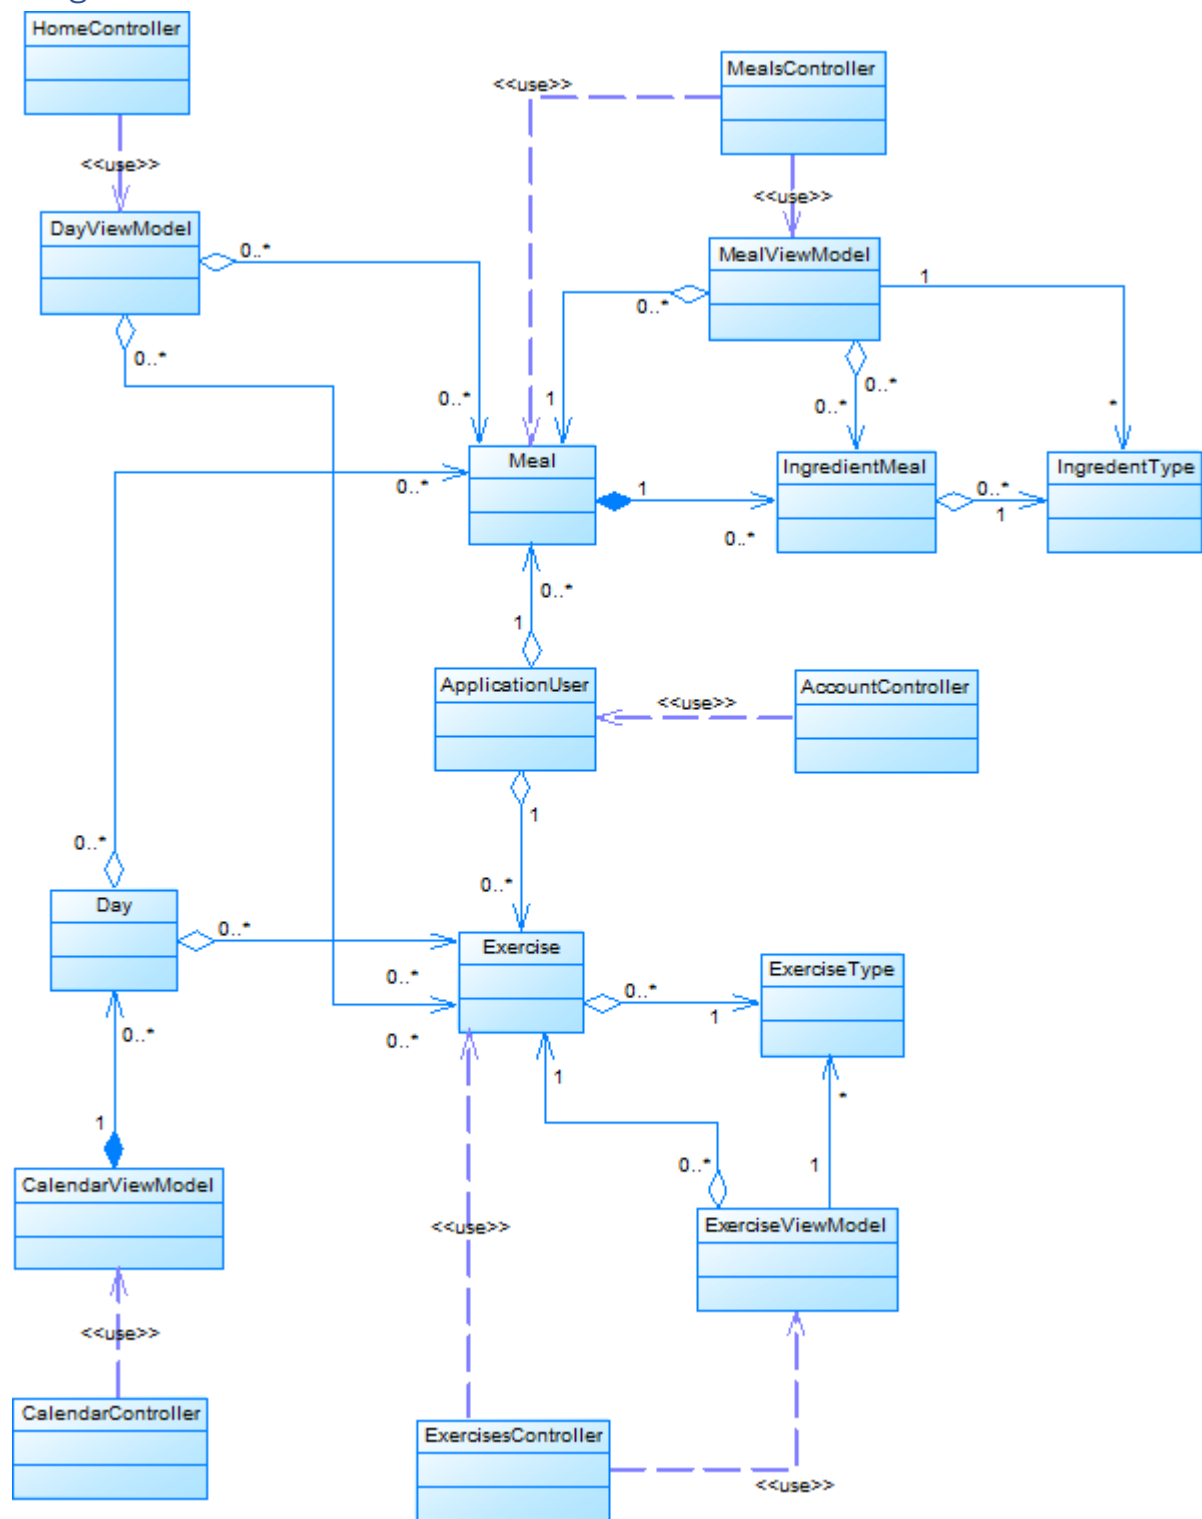 HomeController
MealsController
<<use>>
<<use>>
<<use>>
DayViewModel
0..*
MealViewModel
1
0..*
0..*
0..*
0..*
1
0..*
*
Meal
IngredientMeal
IngredentType
0..*
1
0..*
1
0..*
0..*
1
ApplicationUser
AccountController
<<use>>
1
0..*
0..*
Day
0..*
Exercise
ExerciseType
0..*
0..*
1
0..*
0..*
1
*
1
0..*
1
CalendarViewModel
ExerciseViewModel
<<use>>
<<use>>
CalendarController
ExercisesController
<<use>>